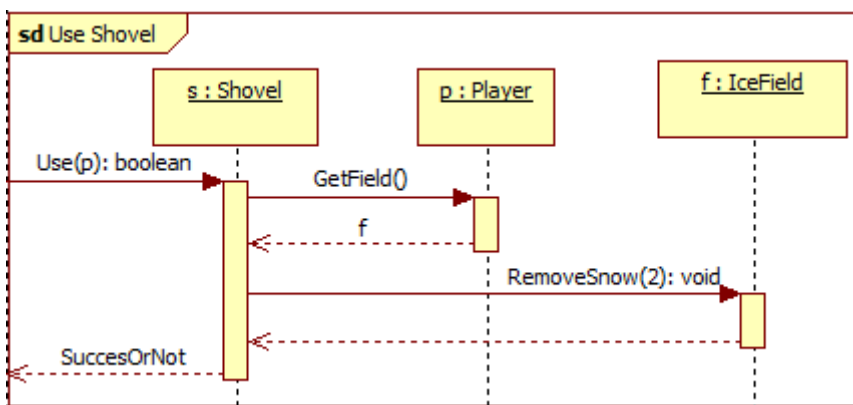 sd Use Shovel
s : Shovel
p : Player
f : IceField
Use(p): boolean
GetField()
f
RemoveSnow(2): void
SuccesOrNot